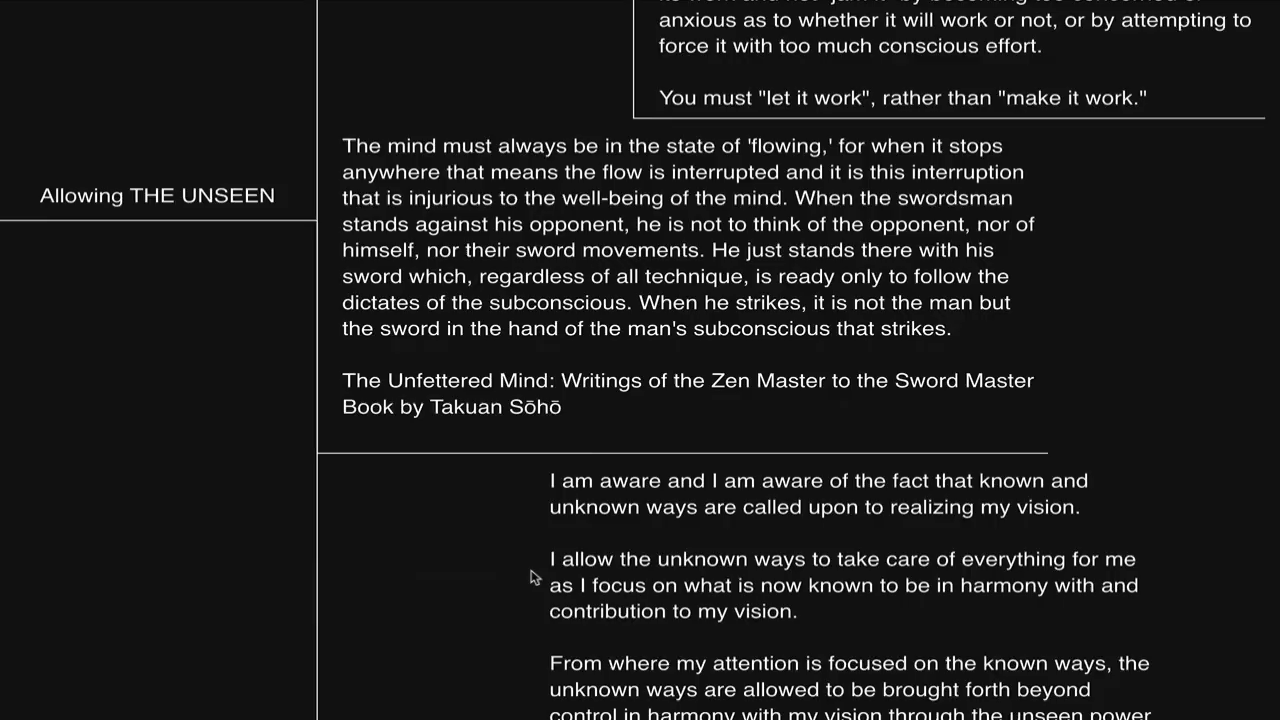 anxious as to whether it will work or not, or by attempting to
force it with too much conscious effort.
You must "let it work", rather than "make it work."
Allowing THE UNSEEN
The mind must always be in the state of 'flowing,' for when it stops
anywhere that means the flow is interrupted and it is this interruption
that is injurious to the well-being of the mind. When the swordsman
stands against his opponent, he is not to think of the opponent, nor of
himself, nor their sword movements. He just stands there with his
sword which, regardless of all technique, is ready only to follow the
dictates of the subconscious. When he strikes, it is not the man but
the sword in the hand of the man's subconscious that strikes.
The Unfettered Mind: Writings of the Zen Master to the Sword Master
Book by Takuan Sōhō
I am aware and I am aware of the fact that known and
unknown ways are called upon to realizing my vision.
I allow the unknown ways to take care of everything for me
as I focus on what is now known to be in harmony with and
contribution to my vision.
From where my attention is focused on the known ways, the
unknown ways are allowed to be brought forth beyond
control in harmony with my vision through the unseen power